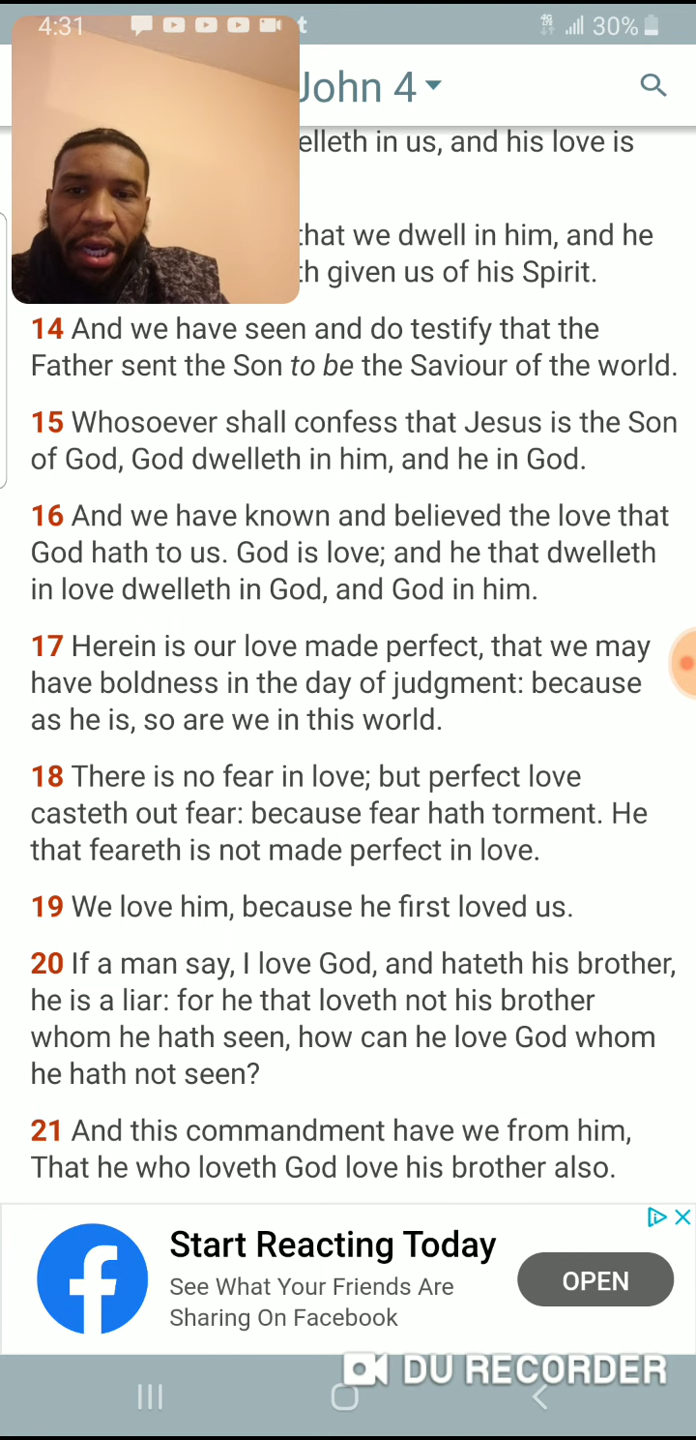 4:31
t
4G
30%
John 4
elleth in us, and his love is
that we dwell in him, and he
th given us of his Spirit.
14 And we have seen and do testify that the
Father sent the Son to be the Saviour of the world.
15 Whosoever shall confess that Jesus is the Son
of God, God dwelleth in him, and he in God.
16 And we have known and believed the love that
God hath to us. God is love; and he that dwelleth
in love dwelleth in God, and God in him.
17 Herein is our love made perfect, that we may
have boldness in the day of judgment: because
as he is, so are we in this world.
18 There is no fear in love; but perfect love
casteth out fear: because fear hath torment. He
that feareth is not made perfect in love.
19 We love him, because he first loved us.
20 If a man say, I love God, and hateth his brother,
he is a liar: for he that loveth not his brother
whom he hath seen, how can he love God whom
he hath not seen?
21 And this commandment have we from him,
That he who loveth God love his brother also.
Start Reacting Today
See What Your Friends Are
Sharing On Facebook
OPEN
DU RECORDER